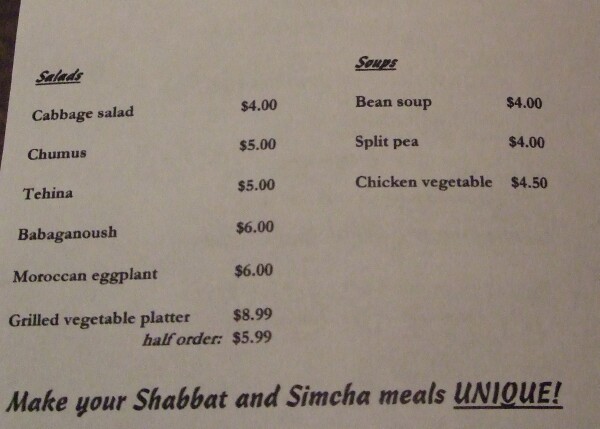 Salads
Cabbage salad $4.00
Chumus $5.00
Tehina $5.00
Babaganoush $6.00
Moroccan eggplant $6.00
Grilled vegetable platter $8.99
half order: $5.99
Soups
Bean soup $4.00
Split pea $4.00
Chicken vegetable $4.50
Make your Shabbat and Simcha meals UNIQUE!